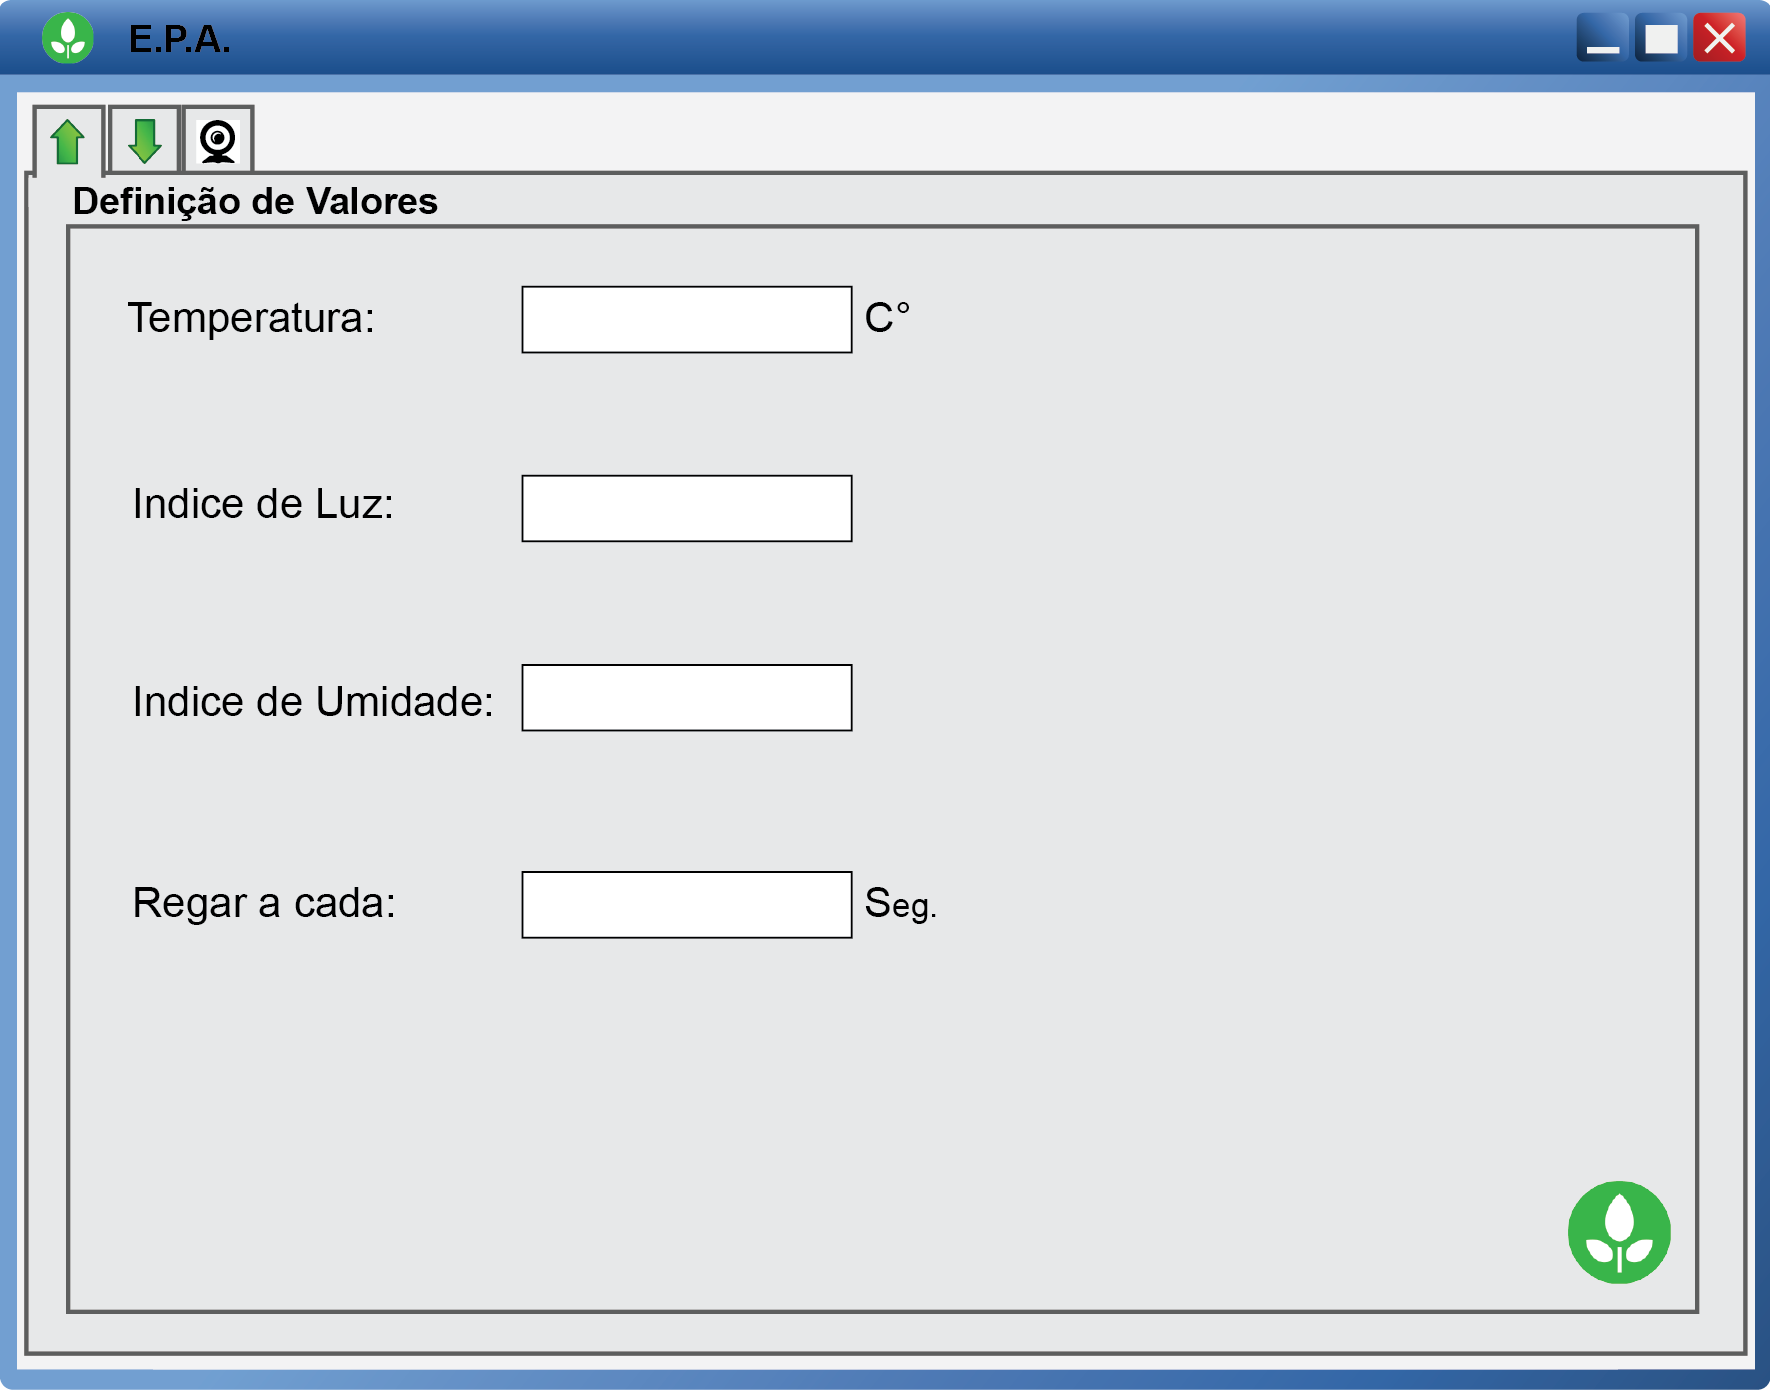 E.P.A.
Definição de Valores
Temperatura: C°
Indice de Luz:
Indice de Umidade:
Regar a cada: Seg.